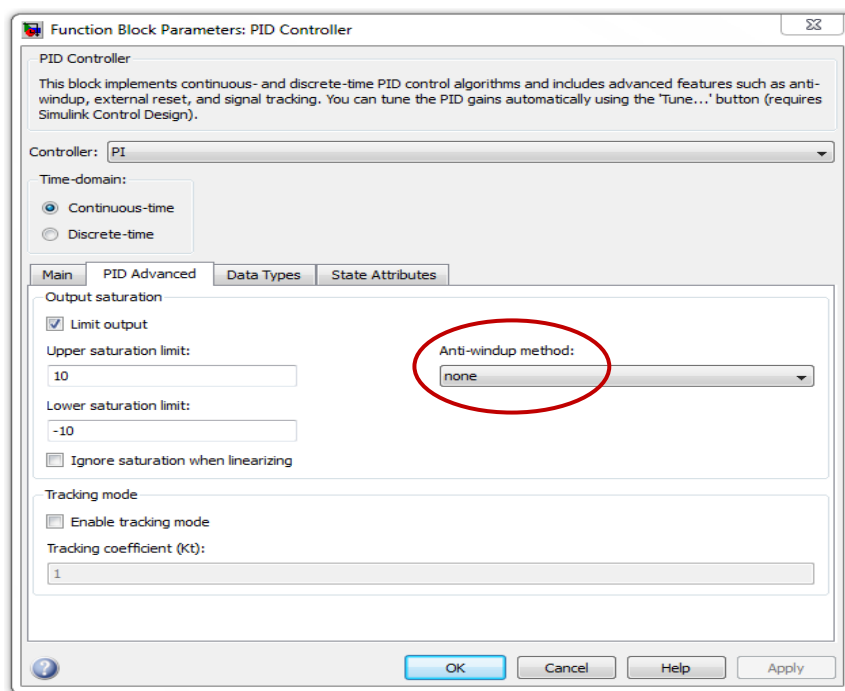 Function Block Parameters: PID Controller
PID Controller
This block implements continuous- and discrete-time PID control algorithms and includes advanced features such as anti-
windup, external reset, and signal tracking. You can tune the PID gains automatically using the 'Tune...' button (requires
Simulink Control Design).
Controller: PI
Time-domain:
Continuous-time
Discrete-time
Main PID Advanced Data Types State Attributes
Output saturation
Limit output
Upper saturation limit: Anti-windup method:
10 none
Lower saturation limit:
-10
Ignore saturation when linearizing
Tracking mode
Enable tracking mode
Tracking coefficient (Kt):
1
? OK Cancel Help Apply